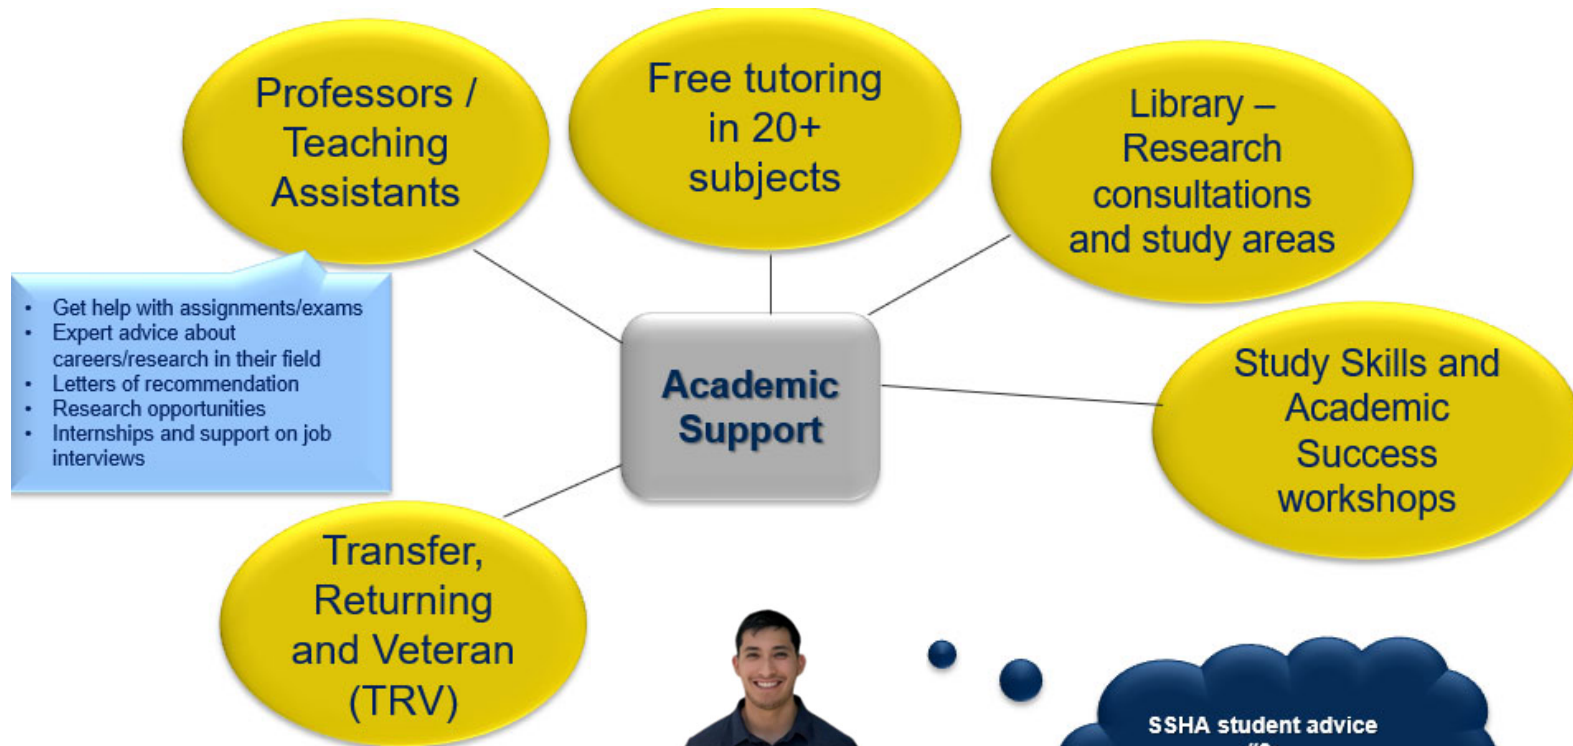 Professors /
Teaching
Assistants
Free tutoring
in 20+
subjects
Library –
Research
consultations
and study areas
• Get help with assignments/exams
• Expert advice about
careers/research in their field
• Letters of recommendation
• Research opportunities
• Internships and support on job
interviews
Academic
Support
Study Skills and
Academic
Success
workshops
Transfer,
Returning
and Veteran
(TRV)
SSHA student advice